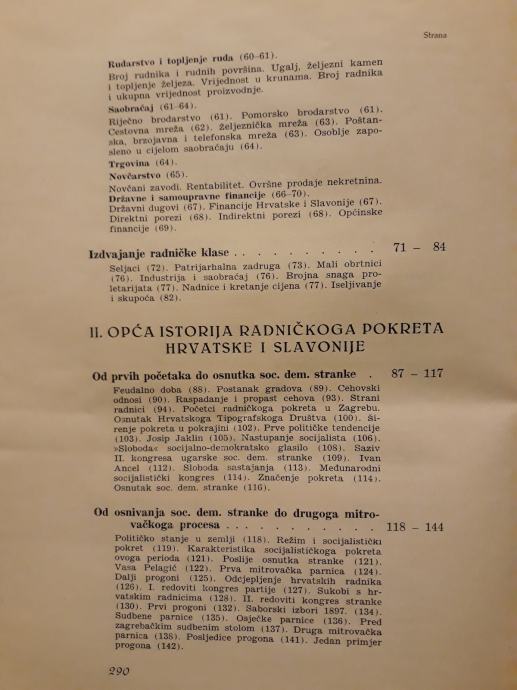 Strana
Rudarstvo i topljenje ruda (60—61).
Broj rudnika i rudnih površina. Ugalj, željezni kamen
i topljenje željeza. Vrijednost u krunama. Broj radnika
i ukupna vrijednost proizvodnje.
Saobraćaj (61—64).
Riječno brodarstvo (61). Pomorsko brodarstvo (61).
Cestovna mreža (62). Željeznička mreža (63). Poštan-
ska, brzojavna i telefonska mreža (63). Osoblje zapo-
sleno u cijelom saobraćaju (64).
Trgovina (64).
Novčarstvo (65).
Novčani zavodi. Rentabilitet. Ovršne prodaje nekretnina.
Državne i samoupravne financije (66—70).
Državni dugovi (67). Financije Hrvatske i Slavonije (67).
Direktni porezi (68). Indirektni porezi (68). Općinske
financije (69).
Izdvajanje radničke klase . . . . . . . . . . 71 — 84
Seljaci (72). Patrijarhalna zadruga (73). Mali obrtnici
(76). Industrija i saobraćaj (76). Brojna snaga pro-
letarijata (77). Nadnice i kretanje cijena (77). Iseljivanje
i skupoća (82).
II. OPĆA ISTORIJA RADNIČKOGA POKRETA
HRVATSKE I SLAVONIJE
Od prvih početaka do osnutka soc. dem. stranke . 87 — 117
Feudalno doba (88). Postanak gradova (89). Cehovski
odnosi (90). Raspadanje i propast cehova (93). Strani
radnici (94). Početci radničkoga pokreta u Zagrebu.
Osnutak Hrvatskoga Tipografskoga Društva (100). Ši-
renje pokreta u pokrajini (102). Prve političke tendencije
(103). Josip Jaklin (105). Nastupanje socijalista (106).
»Sloboda« socijalno-demokratsko glasilo (108). Saziv
II. kongresa ugarske soc. dem. stranke (109). Ivan
Ancel (112). Sloboda sastajanja (113). Međunarodni
socijalistički kongres (114). Značenje pokreta (114).
Osnutak soc. dem. stranke (116).
Od osnivanja soc. dem. stranke do drugoga mitro-
vačkoga procesa . . . . . . . . . . . 118 — 144
Političko stanje u zemlji (118). Režim i socijalistički
pokret (119). Karakteristika socijalističkoga pokreta
ovoga perioda (121). Poslije osnutka stranke (121).
Vasa Pelagić (122). Prva mitrovačka parnica (124).
Dalji progoni (125). Odcjepljenje hrvatskih radnika
(126). I. redoviti kongres partije (127). Sukobi s hr-
vatskim radnicima (128). II. redoviti kongres stranke
(130). Prvi progoni (132). Saborski izbori 1897. (134).
Sudbene parnice (135). Osječke parnice (136). Pred
zagrebačkim sudbenim stolom (137). Druga mitrovačka
parnica (138). Posljedice progona (141). Jedan primjer
progona (142).
290